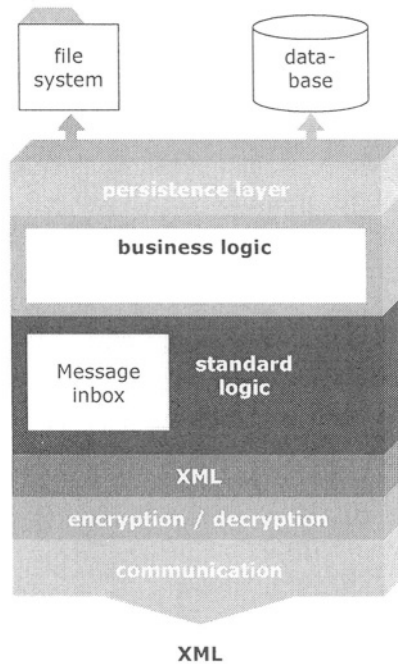 file
system
data-
base
persistence layer
business logic
Message
inbox
standard
logic
XML
encryption / decryption
communication
XML